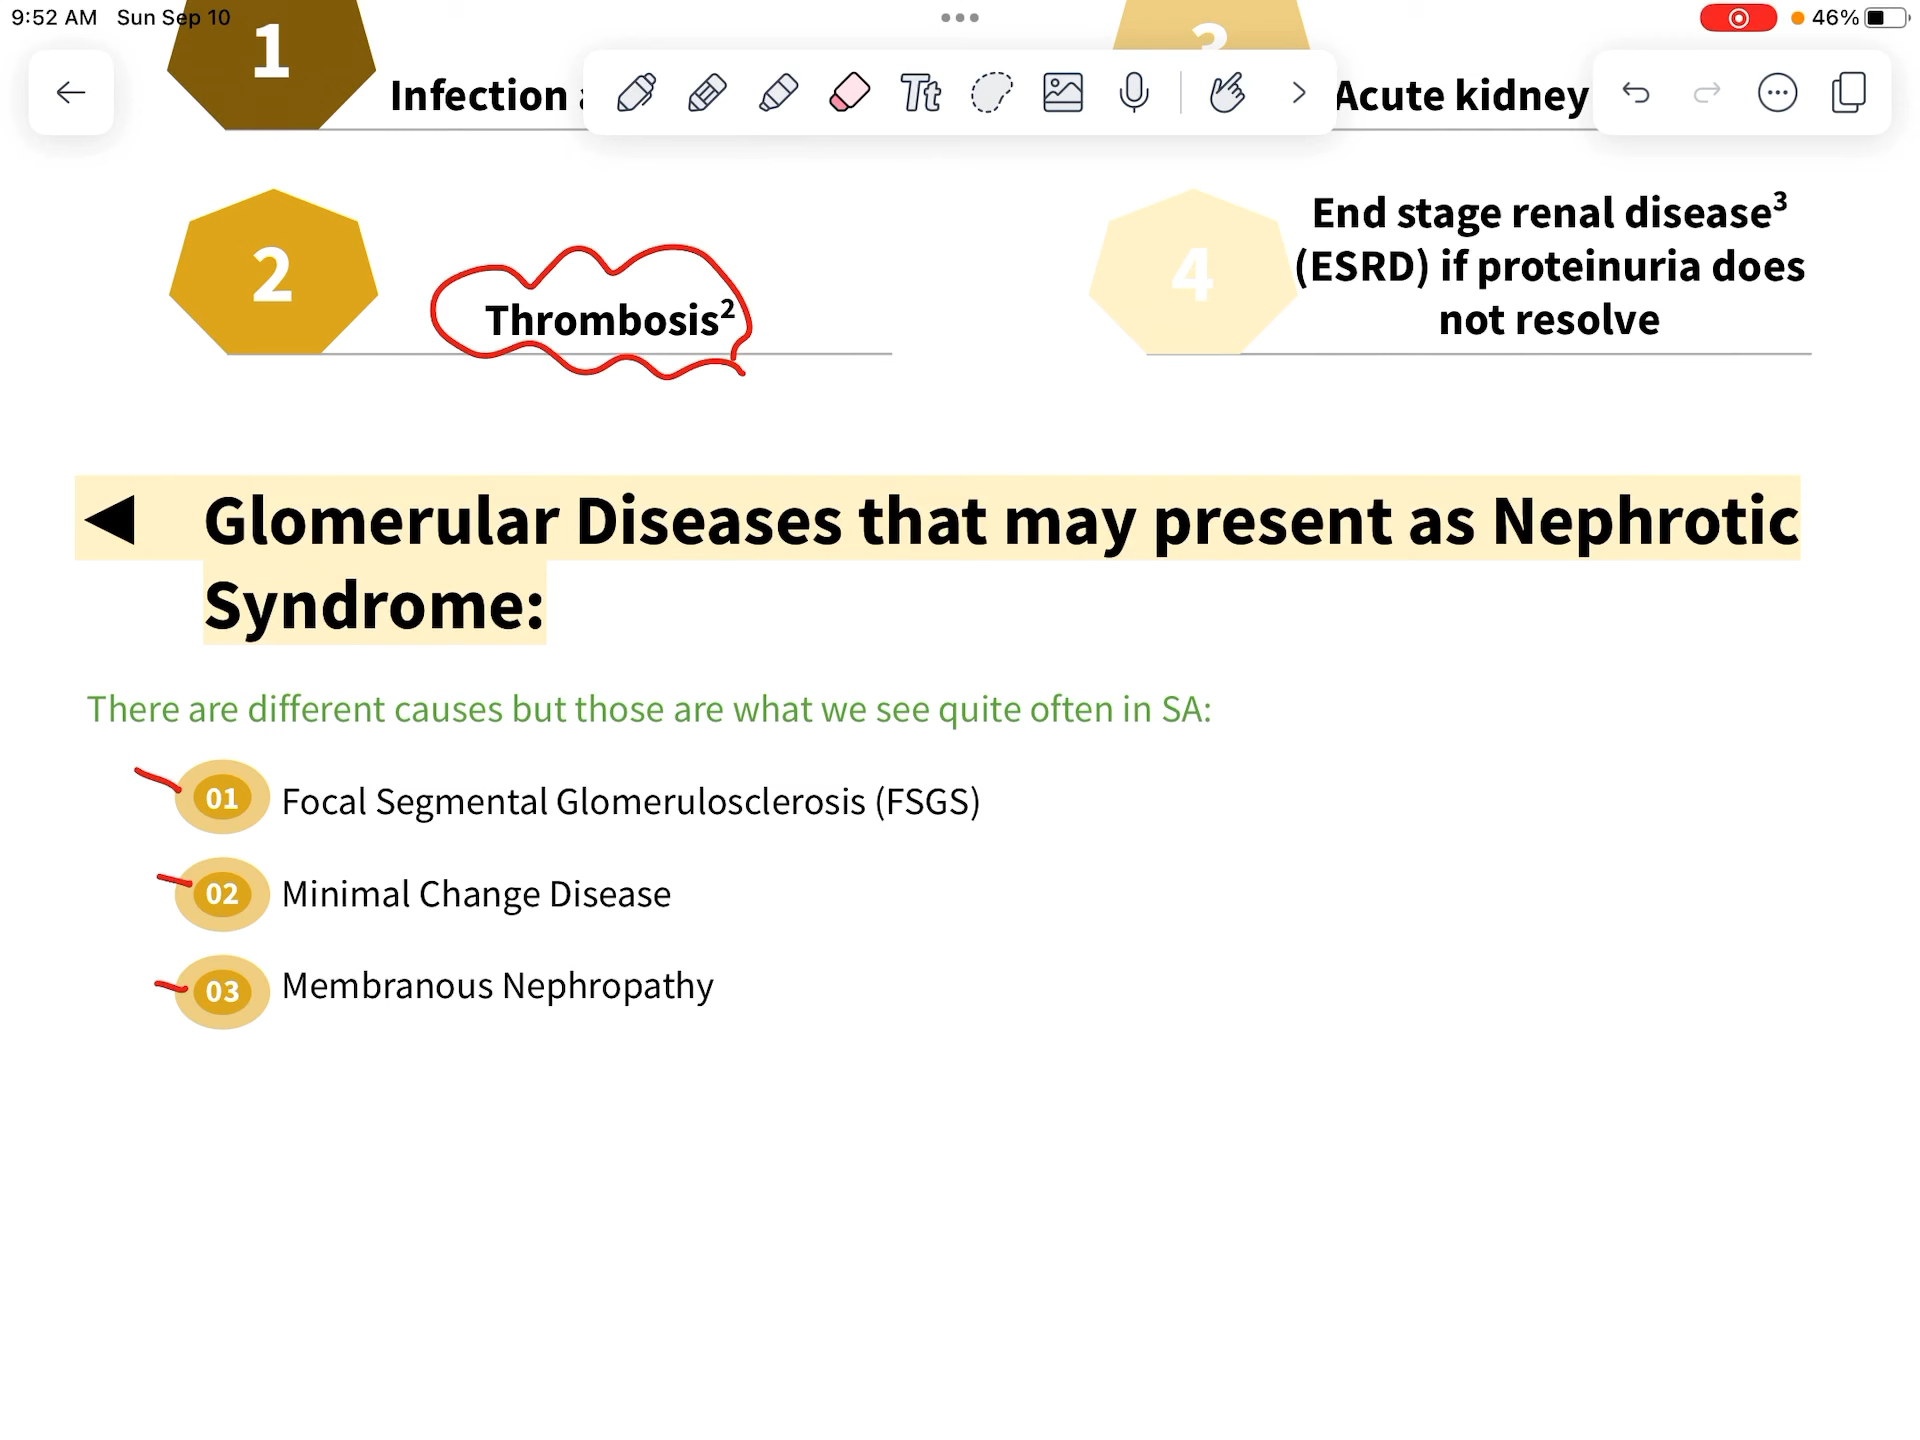 9:52 AM Sun Sep 10
46%
1
Infection
3
Acute kidney
Tt
2
Thrombosis²
4
End stage renal disease³
(ESRD) if proteinuria does
not resolve
Glomerular Diseases that may present as Nephrotic
Syndrome:
There are different causes but those are what we see quite often in SA:
01 Focal Segmental Glomerulosclerosis (FSGS)
02 Minimal Change Disease
03 Membranous Nephropathy